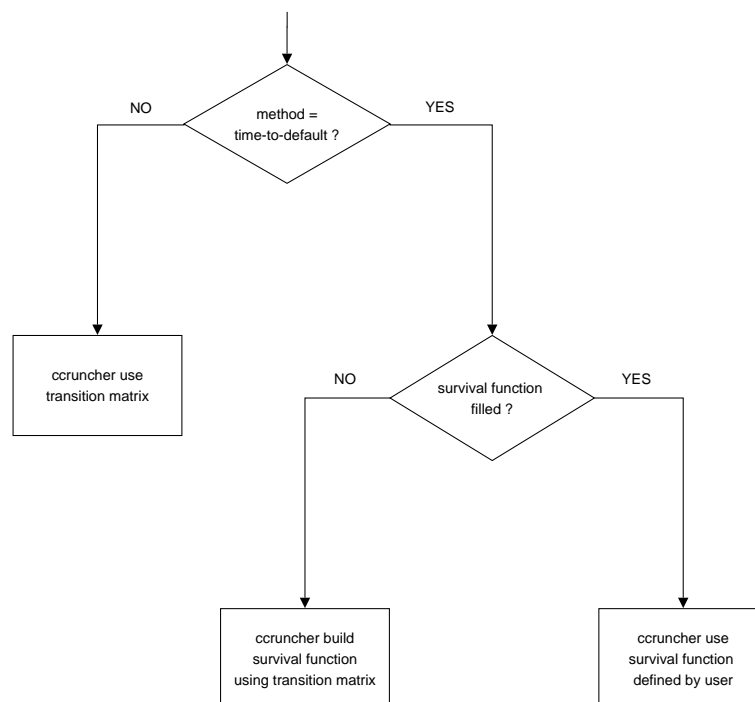 method =
time-to-default ?
NO
YES
ccruncher use
transition matrix
survival function
filled ?
NO
YES
ccruncher build
survival function
using transition matrix
ccruncher use
survival function
defined by user